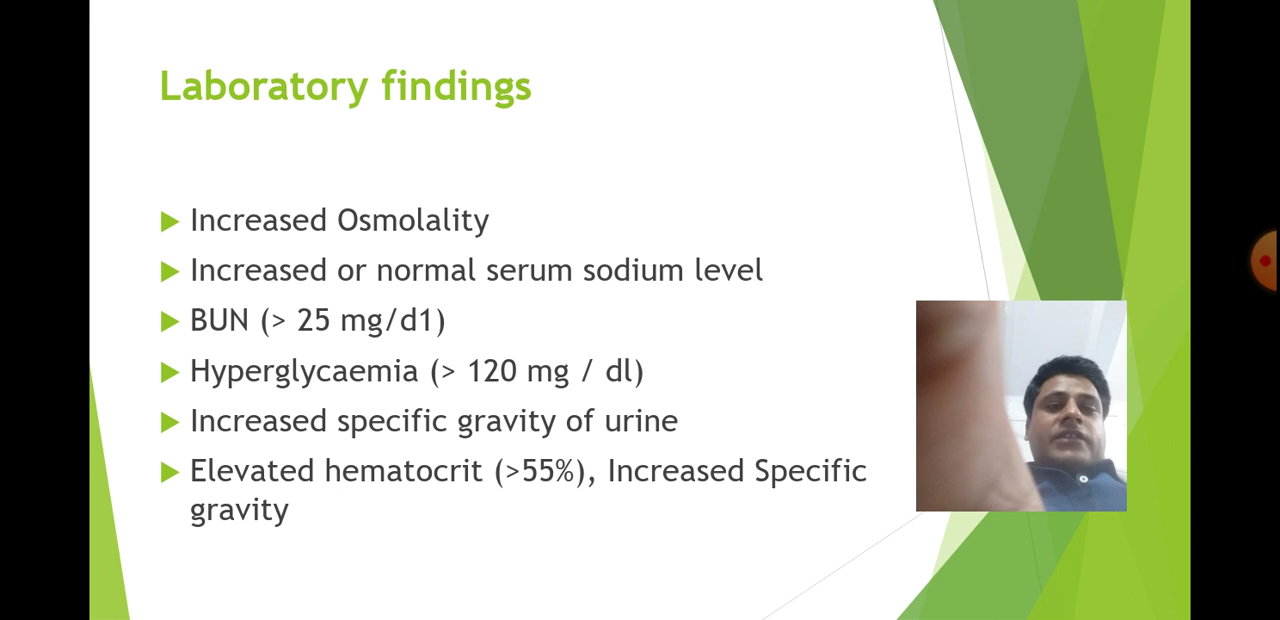 Laboratory findings
Increased Osmolality
Increased or normal serum sodium level
BUN (> 25 mg/d1)
Hyperglycaemia (> 120 mg / dl)
Increased specific gravity of urine
Elevated hematocrit (>55%), Increased Specific
gravity